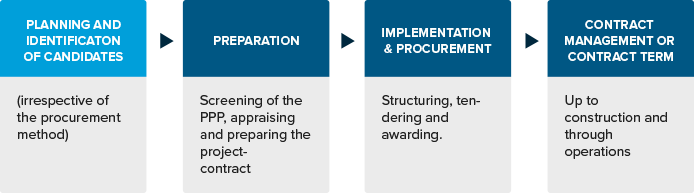 PLANNING AND
IDENTIFICATON
OF CANDIDATES
(irrespective of
the procurement
method)
PREPARATION
Screening of the
PPP, appraising
and preparing the
project-
contract
IMPLEMENTATION
& PROCUREMENT
Structuring, ten-
dering and
awarding.
CONTRACT
MANAGEMENT OR
CONTRACT TERM
Up to
construction and
through
operations